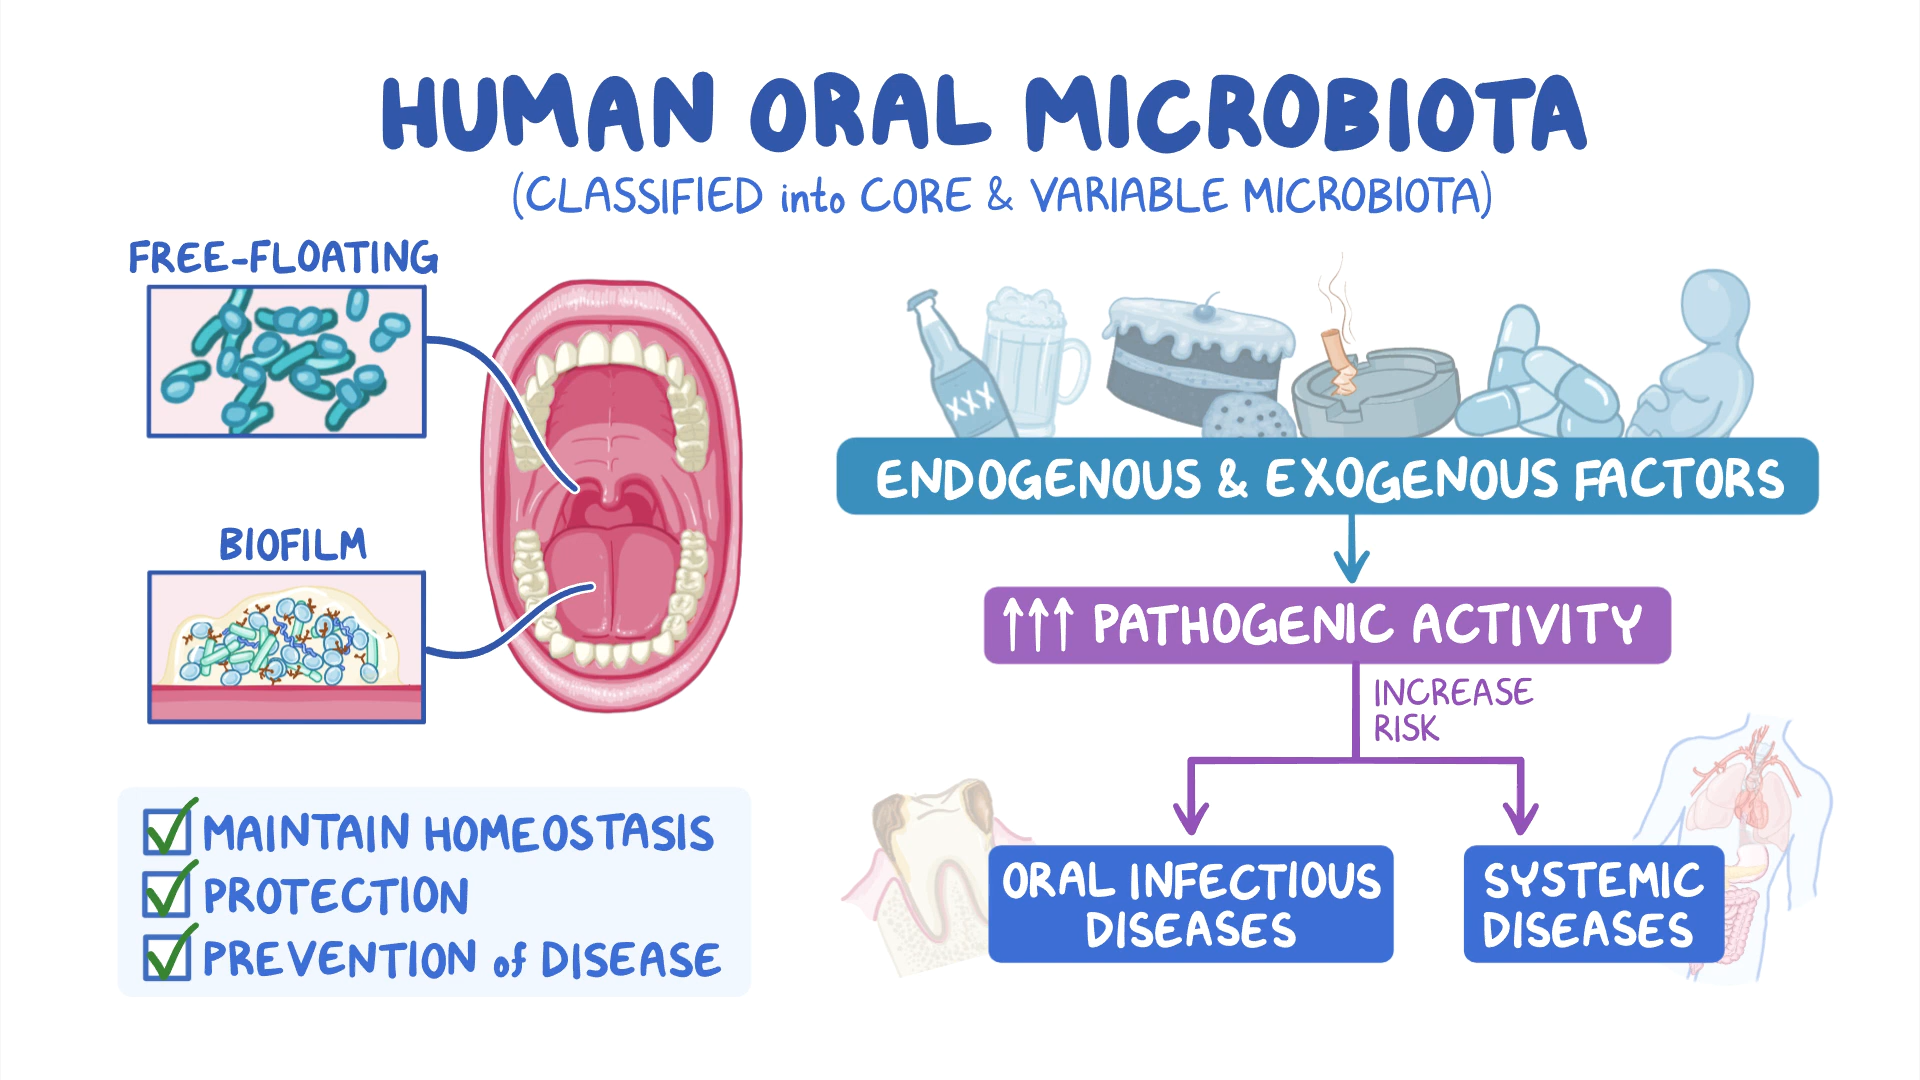 HUMAN ORAL MICROBIOTA
(CLASSIFIED into CORE & VARIABLE MICROBIOTA)
FREE-FLOATING
BIOFILM
MAINTAIN HOMEOSTASIS
PROTECTION
PREVENTION of DISEASE
XXX
ENDOGENOUS & EXOGENOUS FACTORS
↑↑↑ PATHOGENIC ACTIVITY
INCREASE
RISK
ORAL INFECTIOUS
DISEASES
SYSTEMIC
DISEASES